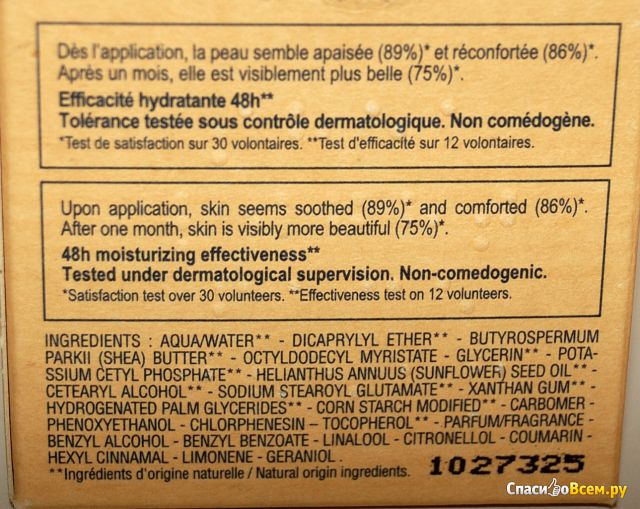 Dès l'application, la peau semble apaisée (89%)* et réconfortée (86%)*.
Après un mois, elle est visiblement plus belle (75%)*.
Efficacité hydratante 48h**
Tolérance testée sous contrôle dermatologique. Non comédogène.
*Test de satisfaction sur 30 volontaires. **Test d'efficacité sur 12 volontaires.
Upon application, skin seems soothed (89%)* and comforted (86%)*.
After one month, skin is visibly more beautiful (75%)*.
48h moisturizing effectiveness**
Tested under dermatological supervision. Non-comedogenic.
*Satisfaction test over 30 volunteers. **Effectiveness test on 12 volunteers.
INGREDIENTS : AQUA/WATER** - DICAPRYLYL ETHER** - BUTYROSPERMUM
PARKII (SHEA) BUTTER** - OCTYLDODECYL MYRISTATE - GLYCERIN** - POTA-
SSIUM CETYL PHOSPHATE** - HELIANTHUS ANNUUS (SUNFLOWER) SEED OIL** -
CETEARYL ALCOHOL** - SODIUM STEAROYL GLUTAMATE** - XANTHAN GUM** -
HYDROGENATED PALM GLYCERIDES** - CORN STARCH MODIFIED** - CARBOMER -
PHENOXYETHANOL - CHLORPHENESIN - TOCOPHEROL** - PARFUM/FRAGRANCE -
BENZYL ALCOHOL - BENZYL BENZOATE - LINALOOL - CITRONELLOL - COUMARIN -
HEXYL CINNAMAL - LIMONENE - GERANIOL .
**Ingrédients d'origine naturelle / Natural origin ingredients.
1027325
СпасибоВсем.ру